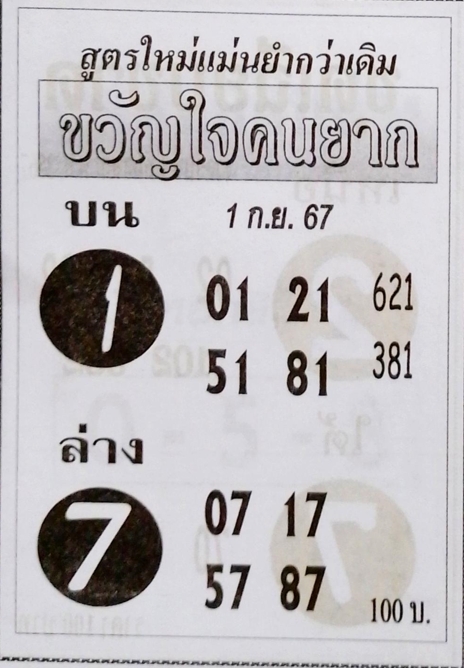 สูตรใหม่แม่นยำกว่าเดิม
ขวัญใจคนยาก
บน
1 ก.ย. 67
1 01 21 621
51 81 381
ล่าง
7 07 17
57 87
100 บ.